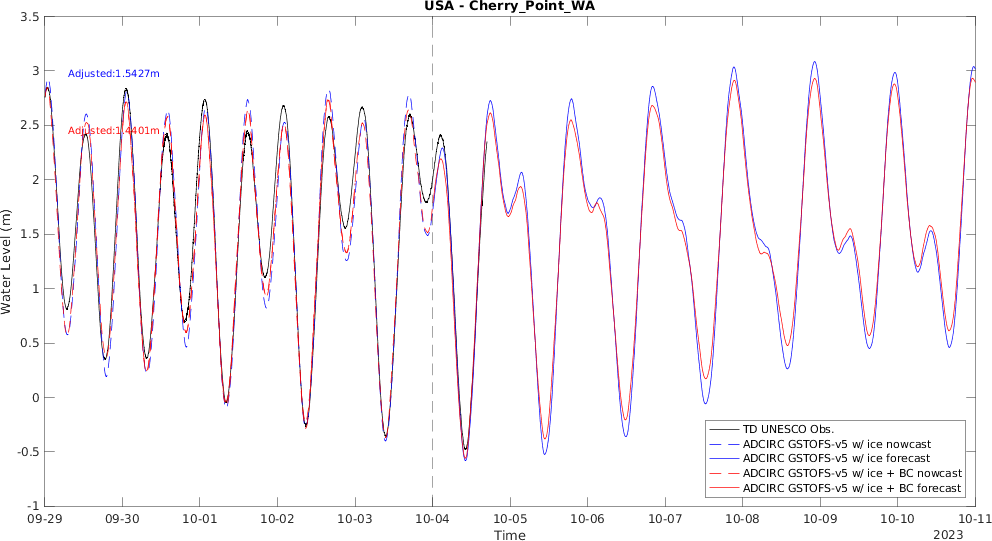 USA - Cherry_Point_WA
3.5
3
2.5
2
1.5
1
0.5
0
-0.5
-1
Water Level (m)
Adjusted:1.5427m
Adjusted:1.4401m
TD UNESCO Obs.
ADCIRC GSTOFS-v5 w/ ice nowcast
ADCIRC GSTOFS-v5 w/ ice forecast
ADCIRC GSTOFS-v5 w/ ice + BC nowcast
ADCIRC GSTOFS-v5 w/ ice + BC forecast
09-29 09-30 10-01 10-02 10-03 10-04 10-05 10-06 10-07 10-08 10-09 10-10 10-11
Time
2023